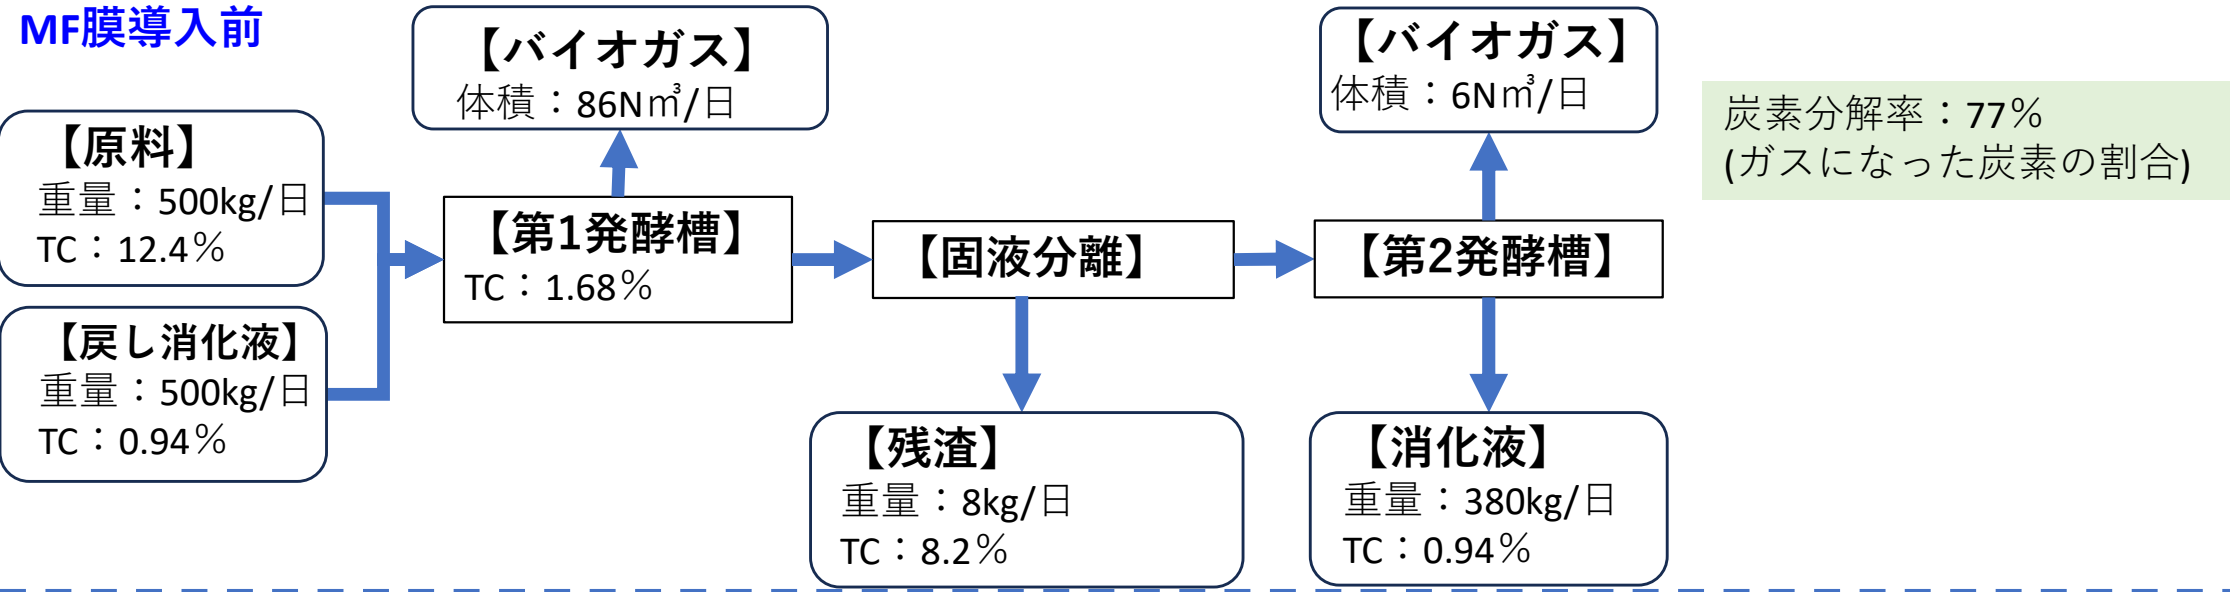 MF膜導入前
【バイオガス】
体積：86N㎥/日
【バイオガス】
体積：6N㎥/日
炭素分解率：77％
(ガスになった炭素の割合)
【原料】
重量：500kg/日
TC：12.4％
【第1発酵槽】
TC：1.68％
【固液分離】
【第2発酵槽】
【戻し消化液】
重量：500kg/日
TC：0.94％
【残渣】
重量：8kg/日
TC：8.2％
【消化液】
重量：380kg/日
TC：0.94％